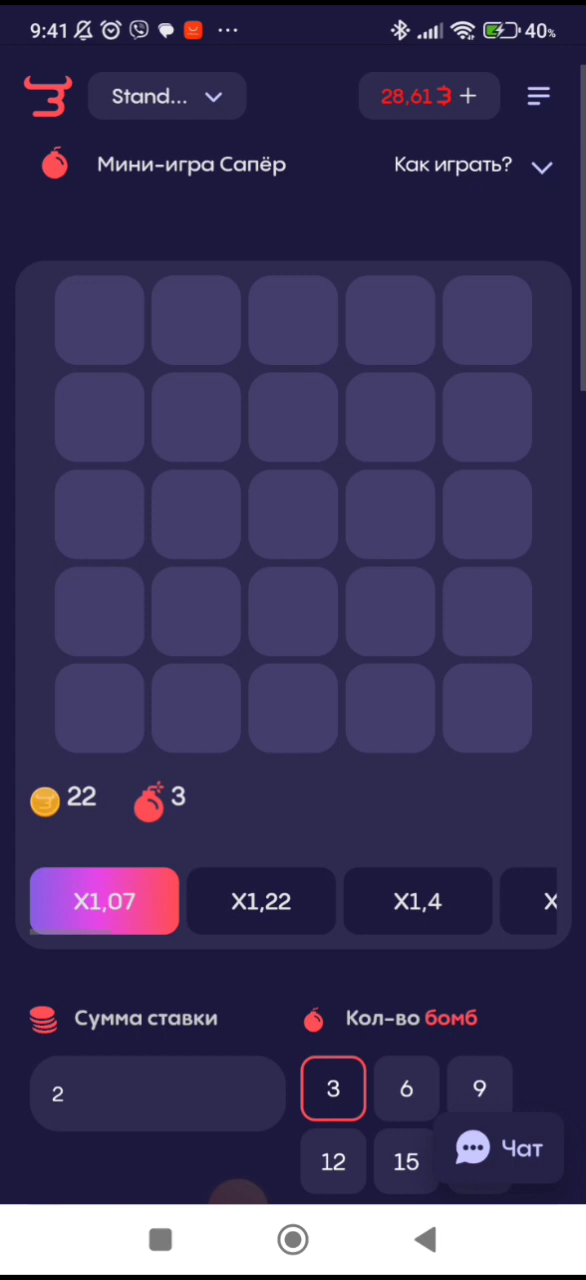 9:41 ... 40%
Stand... 28,61 +
Мини-игра Сапёр Как играть?
22 3
X1,07 X1,22 X1,4 X
Сумма ставки Кол-во бомб
2 3 6 9
12 15 Чат